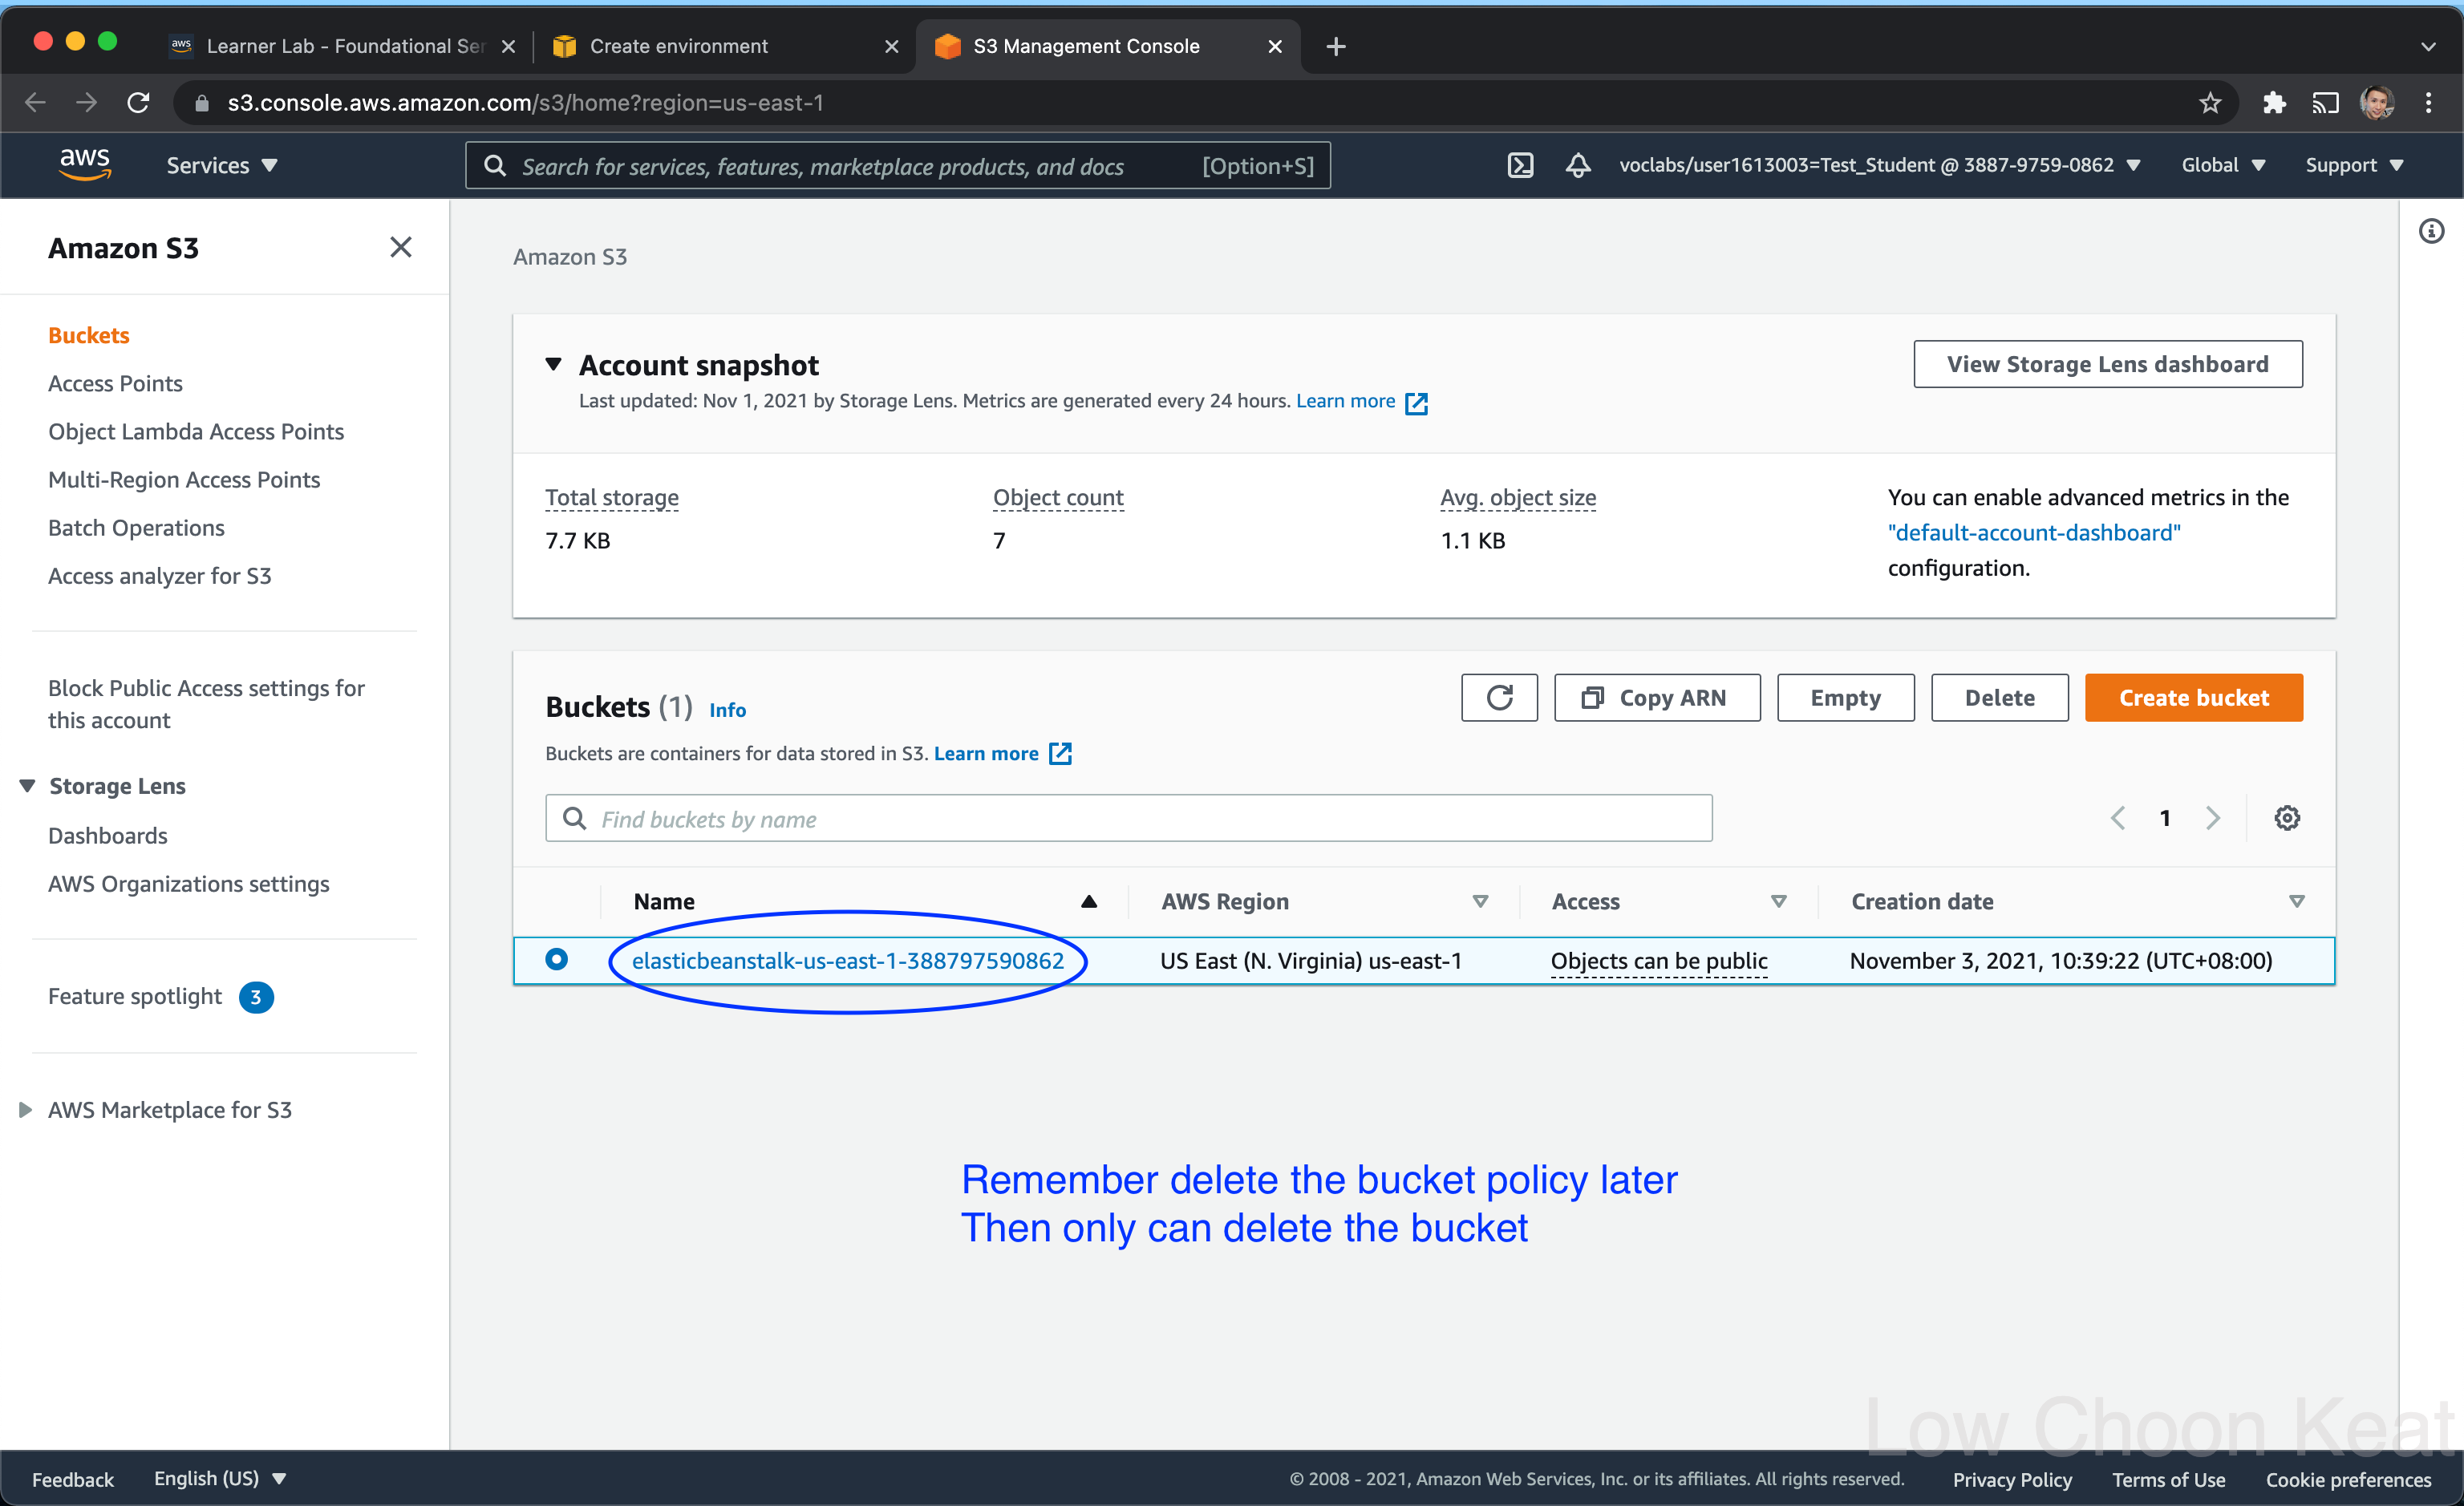 aws Learner Lab - Foundational Ser
Create environment
S3 Management Console
s3.console.aws.amazon.com/s3/home?region=us-east-1
aws
Services
Search for services, features, marketplace products, and docs [Option+S]
voclabs/user1613003=Test_Student @ 3887-9759-0862
Global
Support
Amazon S3
Buckets
Access Points
Object Lambda Access Points
Multi-Region Access Points
Batch Operations
Access analyzer for S3
Block Public Access settings for
this account
Storage Lens
Dashboards
AWS Organizations settings
Feature spotlight 3
AWS Marketplace for S3
Amazon S3
Account snapshot
View Storage Lens dashboard
Last updated: Nov 1, 2021 by Storage Lens. Metrics are generated every 24 hours. Learn more
Total storage
7.7 KB
Object count
7
Avg. object size
1.1 KB
You can enable advanced metrics in the
"default-account-dashboard"
configuration.
Buckets (1) Info
Copy ARN
Empty
Delete
Create bucket
Buckets are containers for data stored in S3. Learn more
Find buckets by name
1
Name AWS Region Access Creation date
elasticbeanstalk-us-east-1-388797590862 US East (N. Virginia) us-east-1 Objects can be public November 3, 2021, 10:39:22 (UTC+08:00)
Remember delete the bucket policy later
Then only can delete the bucket
Low Choon Keat
Feedback English (US) © 2008 - 2021, Amazon Web Services, Inc. or its affiliates. All rights reserved. Privacy Policy Terms of Use Cookie preferences